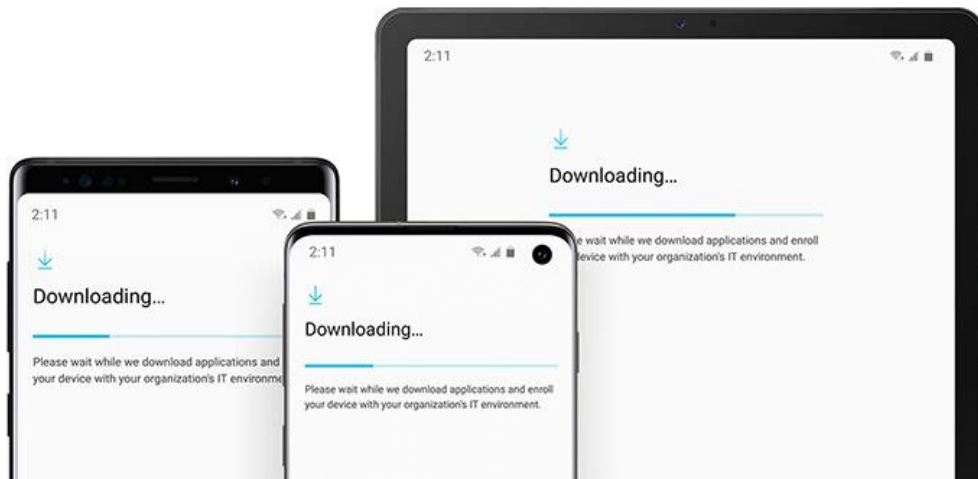 2:11
Downloading...
Please wait while we download applications and
your device with your organization's IT
2:11
Downloading...
Please wait while we download applications and enroll
your device with your organization's IT environment.
2:11
Downloading...
wait while we download applications and enroll
device with your organization's IT environment.